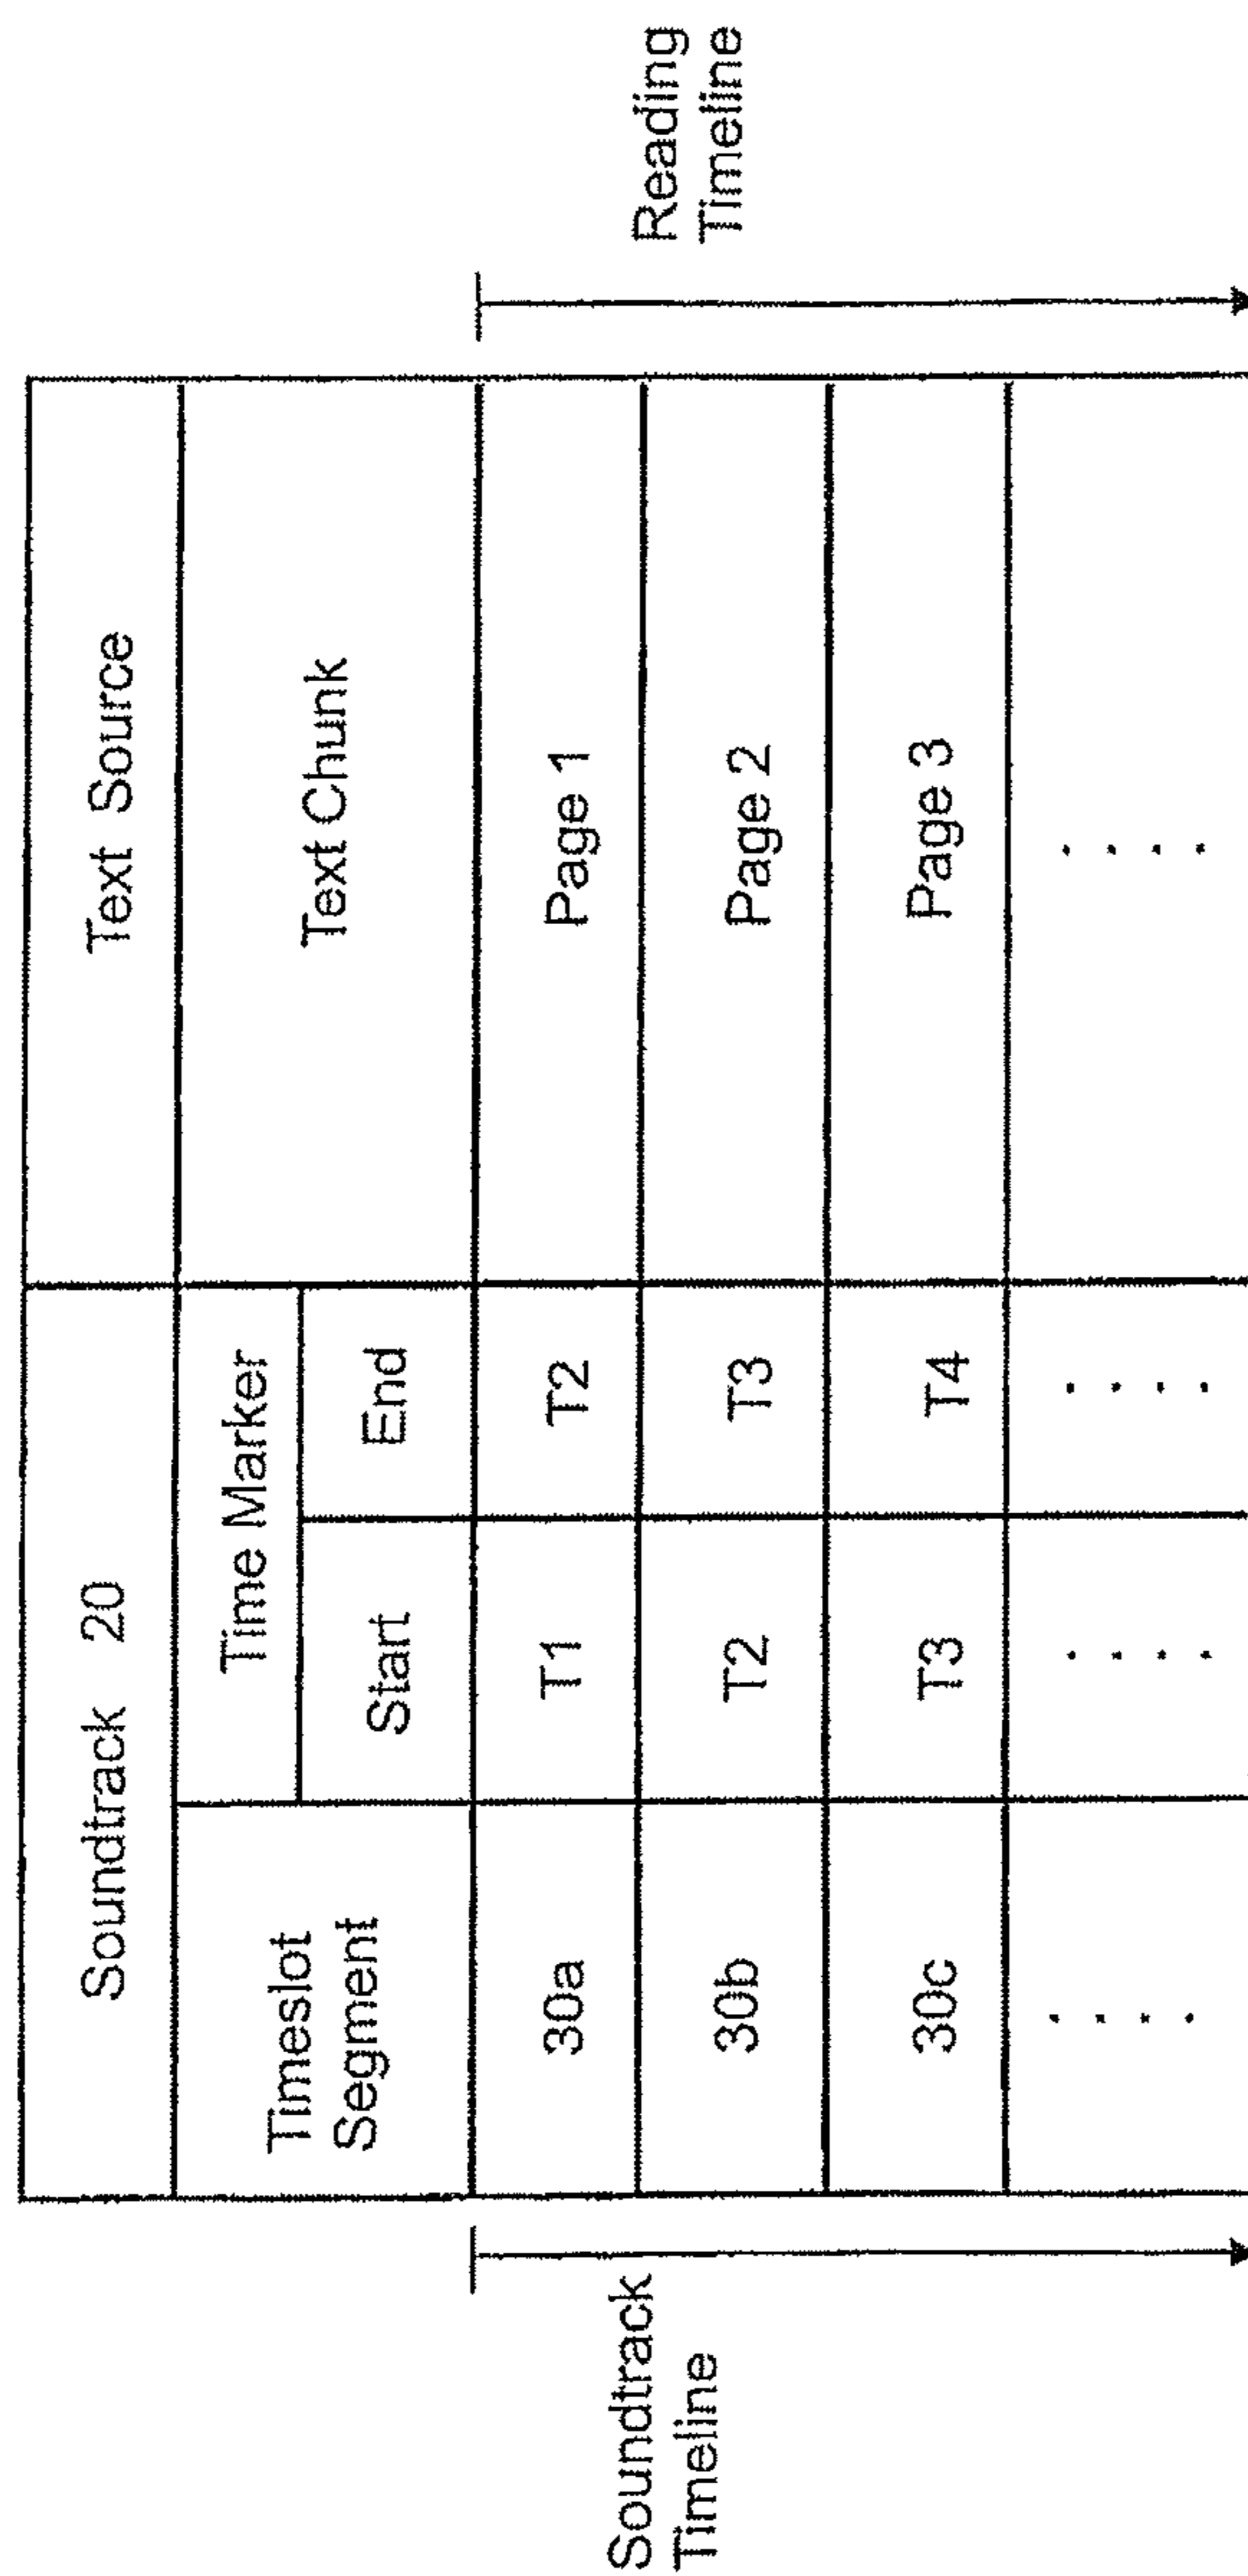 Soundtrack 20 Text Source
Timeslot Segment Time Marker Text Chunk
Start End
30a T1 T2 Page 1
30b T2 T3 Page 2
30c T3 T4 Page 3
. . . . . . . . . . . . . . . .
Soundtrack
Timeline
Reading
Timeline